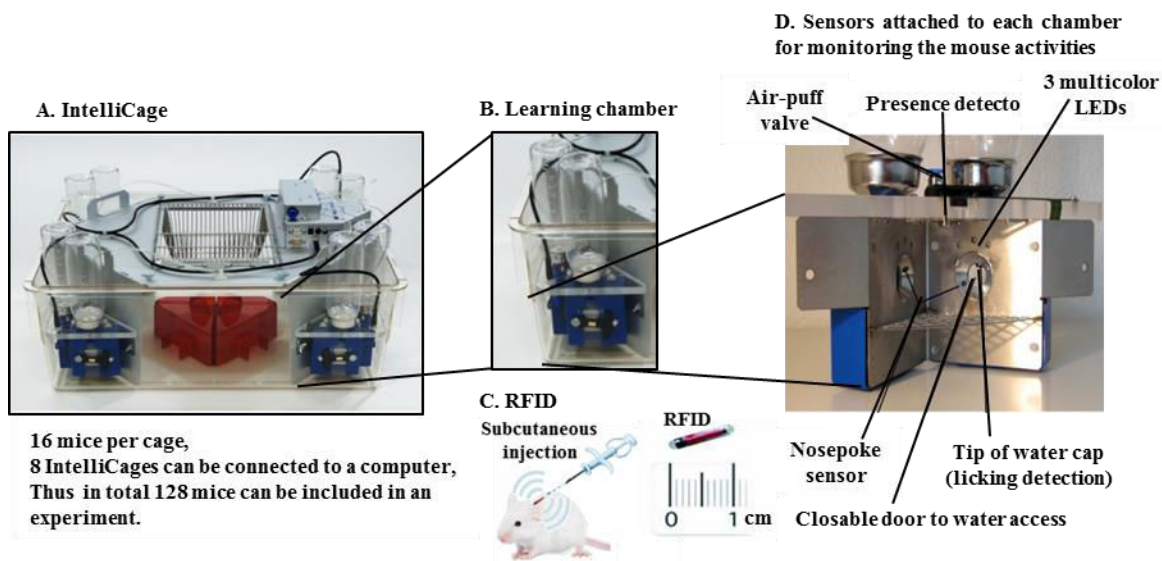 A. IntelliCage
16 mice per cage,
8 IntelliCages can be connected to a computer,
Thus in total 128 mice can be included in an
experiment.
B. Learning chamber
C. RFID
Subcutaneous
injection
RFID
0 1 cm
D. Sensors attached to each chamber
for monitoring the mouse activities
Air-puff
valve
Presence detecto
3 multicolor
LEDs
Nosepoke
sensor
Tip of water cap
(licking detection)
Closable door to water access